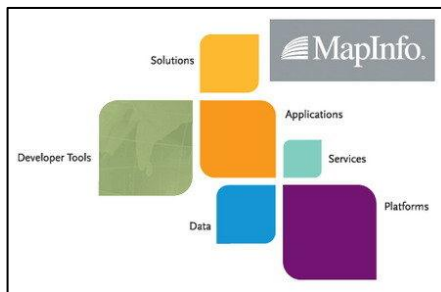 MapInfo.
Solutions
Applications
Developer Tools
Services
Platforms
Data